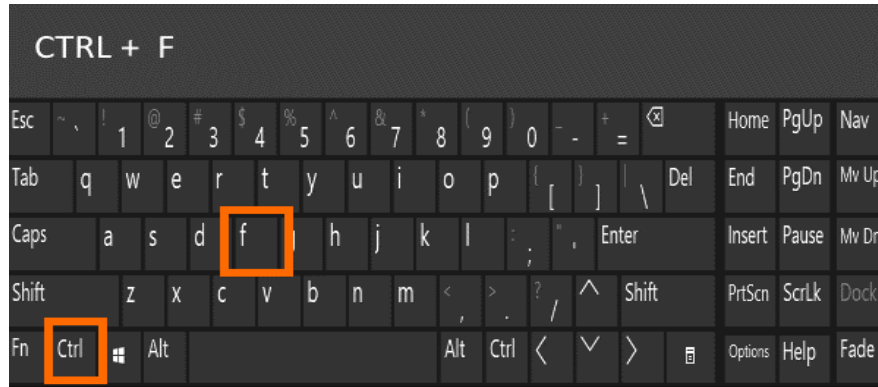 CTRL + F
Esc ~ ` ! 1 @ 2 # 3 $ 4 % 5 ^ 6 & 7 * 8 ( 9 ) 0 _ - + = Home PgUp Nav
Tab q w e r t y u i o p { [ } ] | \ Del End PgDn Mv Up
Caps a s d f h j k l : ; " ' Enter Insert Pause Mv Dn
Shift z x c v b n m < , > . ? / Shift PrtScn ScrLk Dock
Fn Ctrl Alt Alt Ctrl Options Help Fade